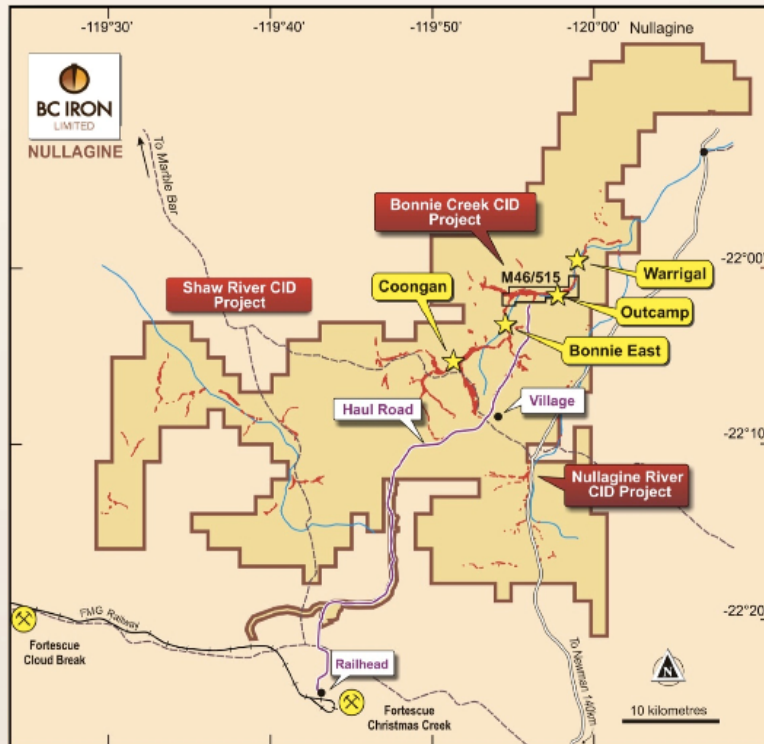 -119°30
-119°40
-119°50
-120°00
Nullagine
BC IRON
LIMITED
NULLAGINE
To Marble Bar
Bonnie Creek CID
Project
-22°00
M46/515
Warrigal
Shaw River CID
Project
Coongan
Outcamp
Bonnie East
Village
Haul Road
-22°10
Nullagine River
CID Project
-22°20
FMG Railway
Fortescue
Cloud Break
To Newman 140km
N
Railhead
10 kilometres
Fortescue
Christmas Creek